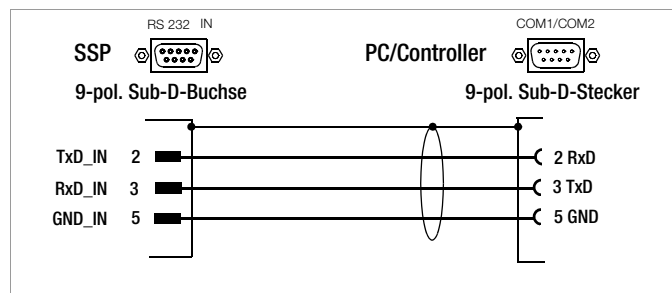 RS 232 IN COM1/COM2
SSP PC/Controller
9-pol. Sub-D-Buchse 9-pol. Sub-D-Stecker
TxD_IN 2 2 RxD
RxD_IN 3 3 TxD
GND_IN 5 5 GND